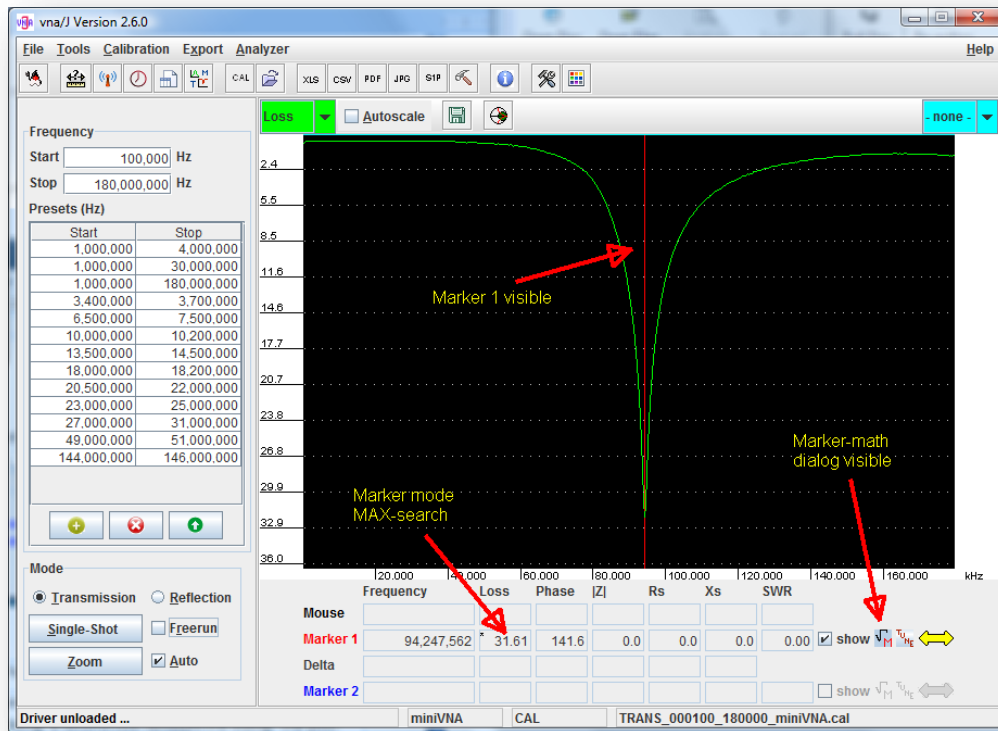 vna/J Version 2.6.0
File Tools Calibration Export Analyzer Help
CAL XLS CSV PDF JPG S1P
Loss Autoscale - none -
Frequency
Start 100,000 Hz
Stop 180,000,000 Hz
Presets (Hz)
Start Stop
1,000,000 4,000,000
1,000,000 30,000,000
1,000,000 180,000,000
3,400,000 3,700,000
6,500,000 7,500,000
10,000,000 10,200,000
13,500,000 14,500,000
18,000,000 18,200,000
20,500,000 22,000,000
23,000,000 25,000,000
27,000,000 31,000,000
49,000,000 51,000,000
144,000,000 146,000,000
Mode
Transmission Reflection
Single-Shot Freerun
Zoom Auto
2.4
5.5
8.5
11.6
14.6
17.7
20.7
23.8
26.8
29.9
32.9
36.0
Marker 1 visible
Marker mode
MAX-search
Marker-math
dialog visible
20.000 40.000 60.000 80.000 100.000 120.000 140.000 160.000 kHz
Frequency Loss Phase |Z| Rs Xs SWR
Mouse
Marker 1 94,247,562 * 31.61 141.6 0.0 0.0 0.0 0.00 show √M TUNE
Delta
Marker 2 show √M TUNE
Driver unloaded ... miniVNA CAL TRANS_000100_180000_miniVNA.cal